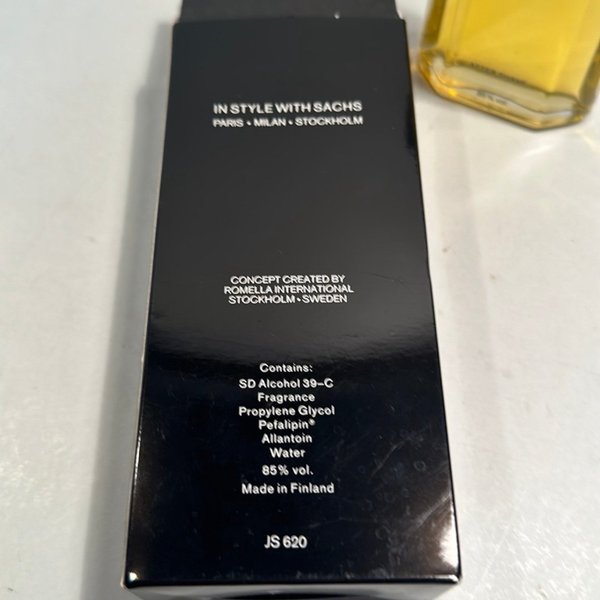 IN STYLE WITH SACHS
PARIS • MILAN • STOCKHOLM
CONCEPT CREATED BY
ROMELLA INTERNATIONAL
STOCKHOLM • SWEDEN
Contains:
SD Alcohol 39-C
Fragrance
Propylene Glycol
Pefalipin®
Allantoin
Water
85% vol.
Made in Finland
JS 620